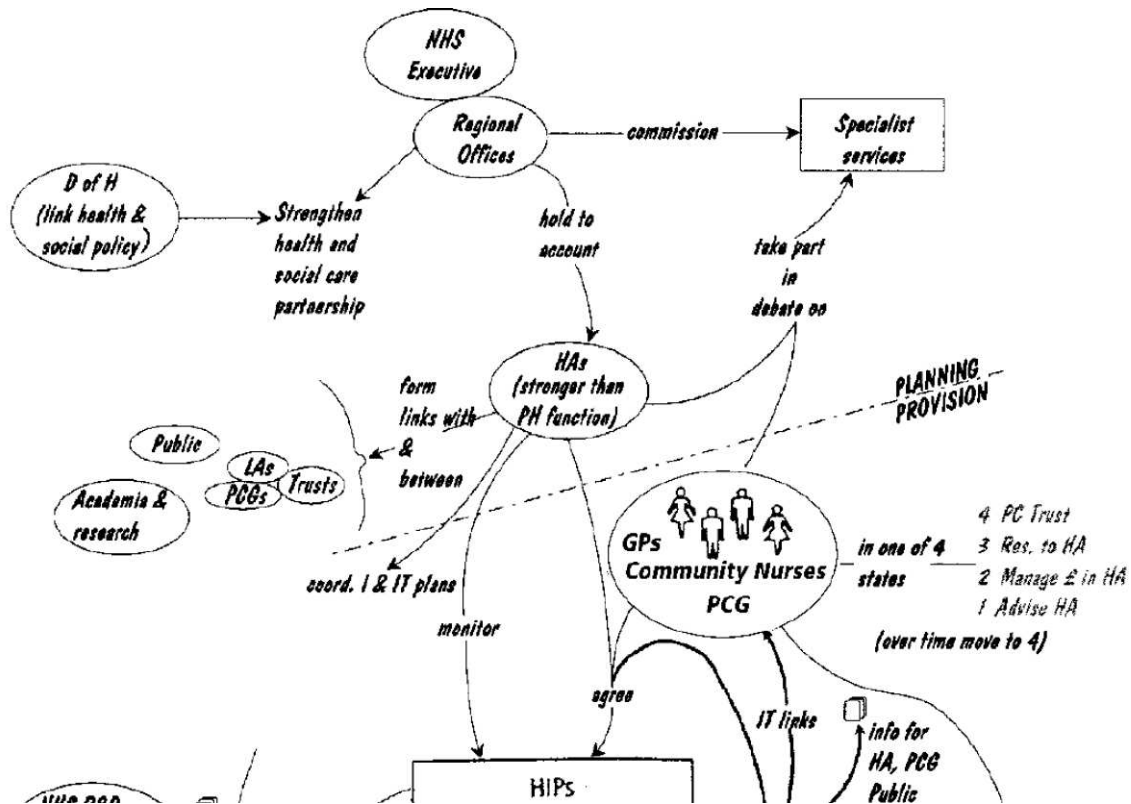 NHS
Executive
Regional
Offices
commission
Specialist
services
D of H
(link health &
social policy)
Strengthen
health and
social care
partnership
hold to
account
take part
in
debate on
HAs
(stronger than
PH function)
form
links with
&
between
PLANNING
PROVISION
Public
LAs
PCGs
Trusts
Academia &
research
GPs
Community Nurses
PCG
in one of 4
states
4 PC Trust
3 Res. to HA
2 Manage £ in HA
1 Advise HA
(over time move to 4)
coord. I & IT plans
monitor
agree
IT links
info for
HA, PCG
Public
HIPs
NHS R&D